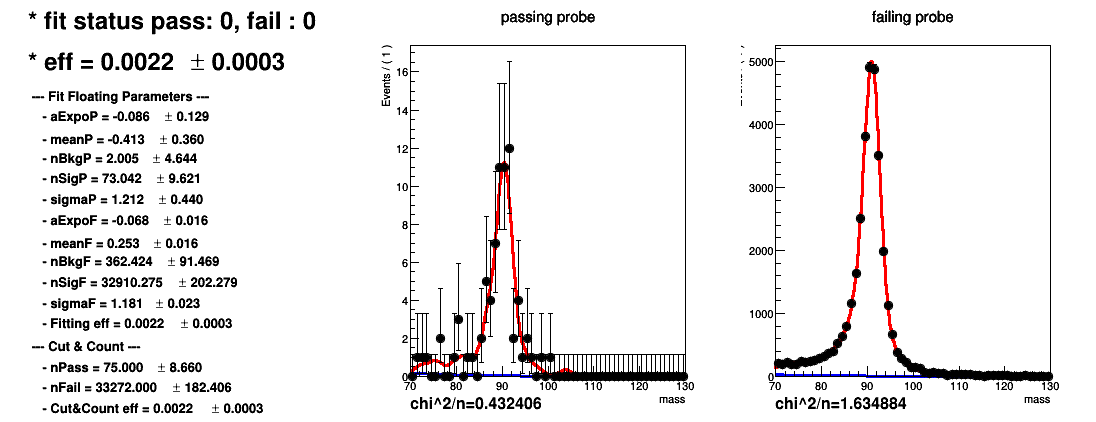 * fit status pass: 0, fail : 0
* eff = 0.0022 ± 0.0003
--- Fit Floating Parameters ---
- aExpoP = -0.086 ± 0.129
- meanP = -0.413 ± 0.360
- nBkgP = 2.005 ± 4.644
- nSigP = 73.042 ± 9.621
- sigmaP = 1.212 ± 0.440
- aExpoF = -0.068 ± 0.016
- meanF = 0.253 ± 0.016
- nBkgF = 362.424 ± 91.469
- nSigF = 32910.275 ± 202.279
- sigmaF = 1.181 ± 0.023
- Fitting eff = 0.0022 ± 0.0003
--- Cut & Count ---
- nPass = 75.000 ± 8.660
- nFail = 33272.000 ± 182.406
- Cut&Count eff = 0.0022 ± 0.0003
passing probe
Events / ( 1 )
16
14
12
10
8
6
4
2
0
70 80 90 100 110 120 130
mass
chi^2/n=0.432406
failing probe
5000
4000
3000
2000
1000
0
70 80 90 100 110 120 130
mass
chi^2/n=1.634884